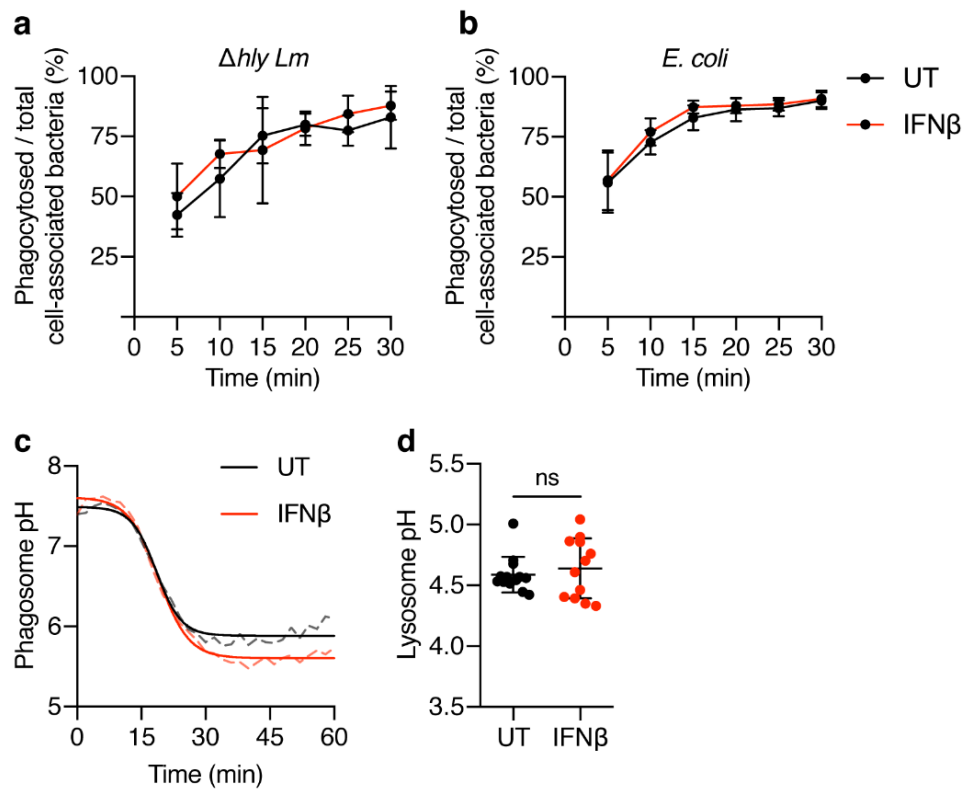 a
Δhly Lm
Phagocytosed / total
cell-associated bacteria (%)
100
75
50
25
0 5 10 15 20 25 30
Time (min)
b
E. coli
Phagocytosed / total
cell-associated bacteria (%)
100
75
50
25
0 5 10 15 20 25 30
Time (min)
UT
IFNβ
c
UT
IFNβ
Phagosome pH
8
7
6
5
0 15 30 45 60
Time (min)
d
ns
Lysosome pH
5.5
5.0
4.5
4.0
3.5
UT IFNβ